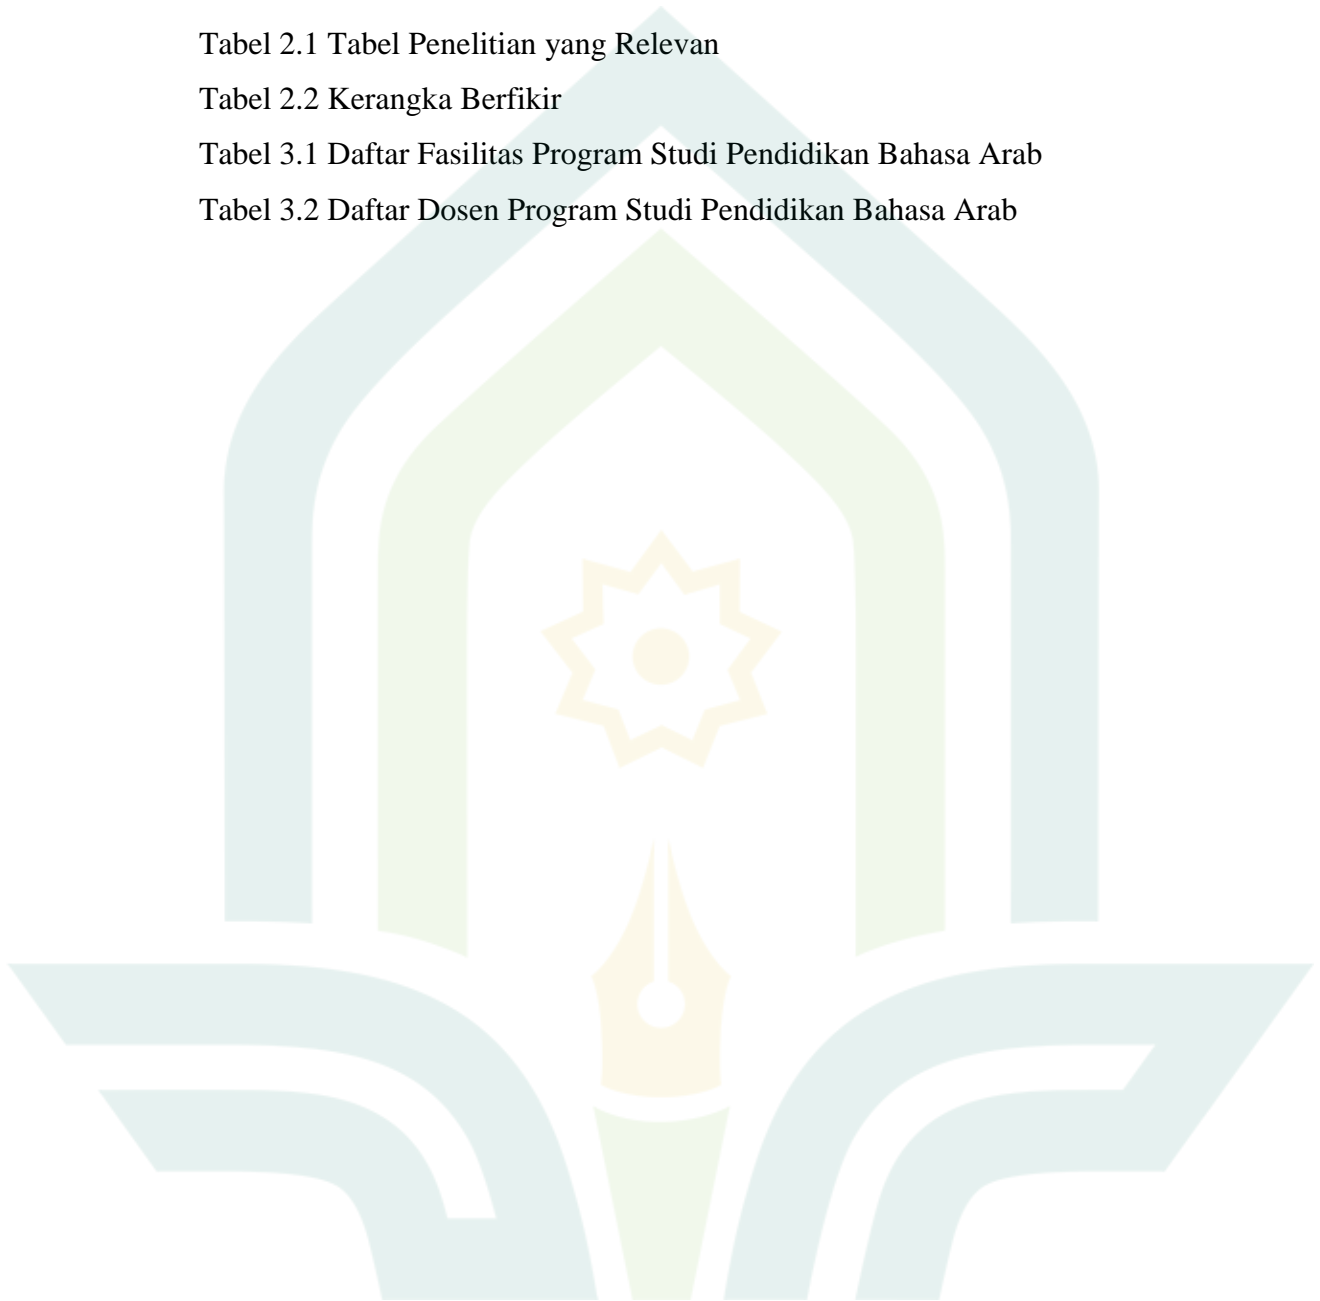 Tabel 2.1 Tabel Penelitian yang Relevan
Tabel 2.2 Kerangka Berfikir
Tabel 3.1 Daftar Fasilitas Program Studi Pendidikan Bahasa Arab
Tabel 3.2 Daftar Dosen Program Studi Pendidikan Bahasa Arab